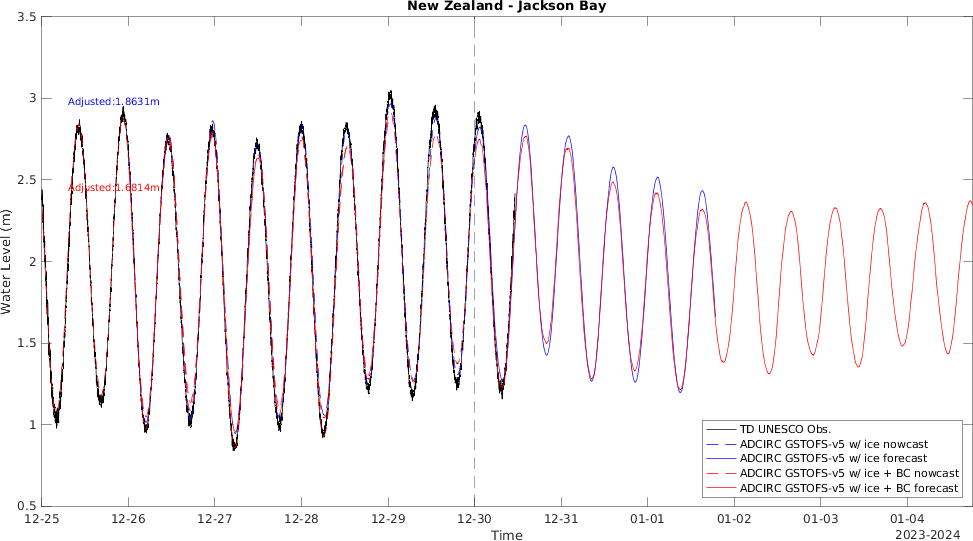 New Zealand - Jackson Bay
3.5
3
2.5
2
1.5
1
0.5
Water Level (m)
Adjusted:1.8631m
Adjusted:1.6814m
TD UNESCO Obs.
ADCIRC GSTOFS-v5 w/ ice nowcast
ADCIRC GSTOFS-v5 w/ ice forecast
ADCIRC GSTOFS-v5 w/ ice + BC nowcast
ADCIRC GSTOFS-v5 w/ ice + BC forecast
12-25 12-26 12-27 12-28 12-29 12-30 12-31 01-01 01-02 01-03 01-04
Time
2023-2024